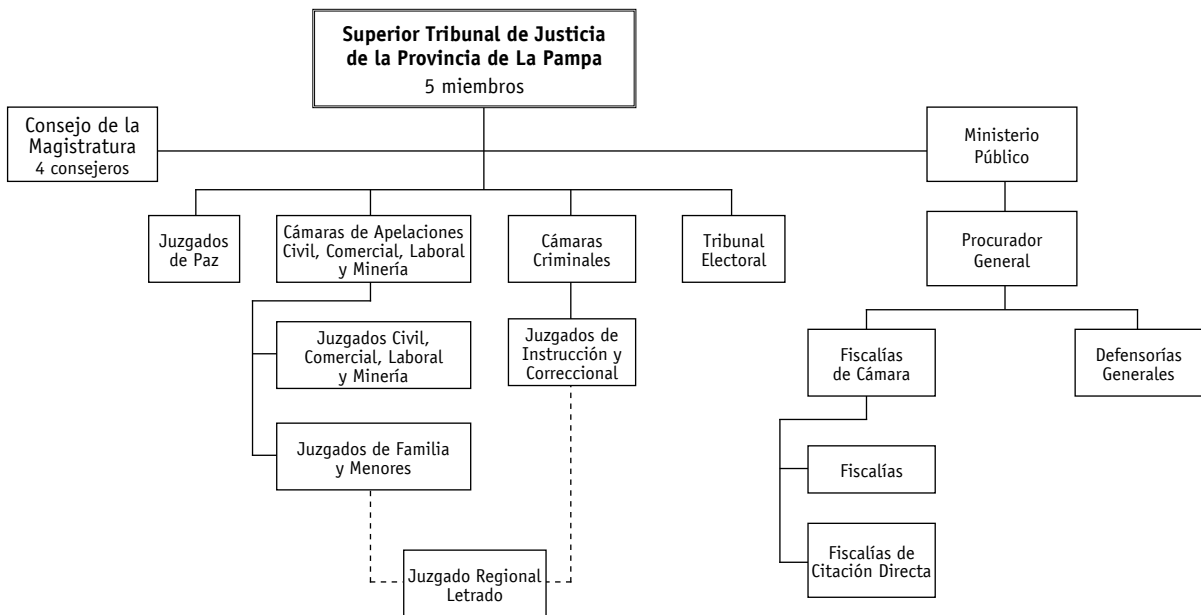 Superior Tribunal de Justicia
de la Provincia de La Pampa
5 miembros
Consejo de la
Magistratura
4 consejeros
Ministerio
Público
Juzgados
de Paz
Cámaras de Apelaciones
Civil, Comercial, Laboral
y Minería
Cámaras
Criminales
Tribunal
Electoral
Procurador
General
Juzgados Civil,
Comercial, Laboral
y Minería
Juzgados de
Instrucción y
Correccional
Fiscalías
de Cámara
Defensorías
Generales
Juzgados de Familia
y Menores
Fiscalías
Juzgado Regional
Letrado
Fiscalías de
Citación Directa